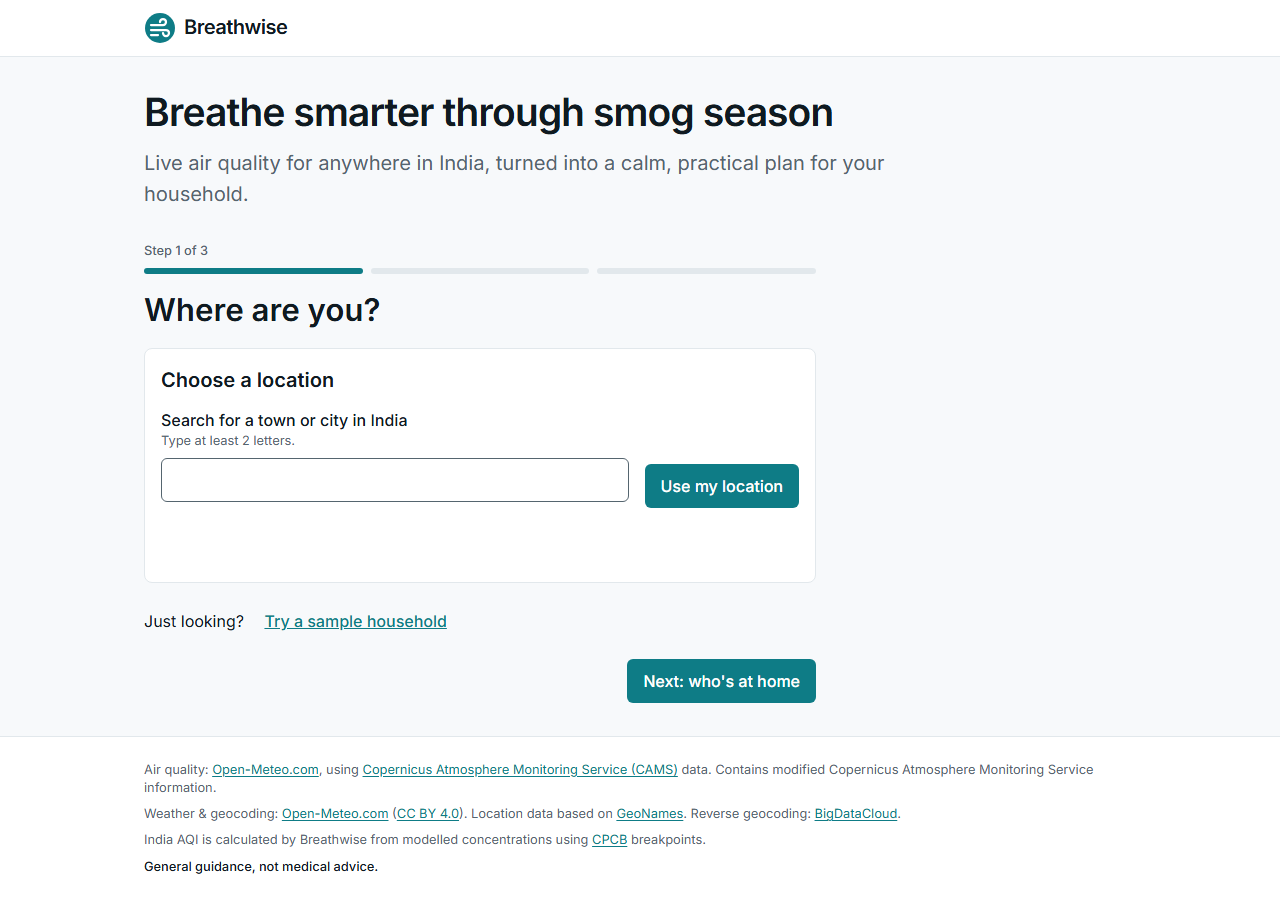 Breathwise
Breathe smarter through smog season
Live air quality for anywhere in India, turned into a calm, practical plan for your
household.
Step 1 of 3
Where are you?
Choose a location
Search for a town or city in India
Type at least 2 letters.
Use my location
Just looking? Try a sample household
Next: who's at home
Air quality: Open-Meteo.com, using Copernicus Atmosphere Monitoring Service (CAMS) data. Contains modified Copernicus Atmosphere Monitoring Service
information.
Weather & geocoding: Open-Meteo.com (CC BY 4.0). Location data based on GeoNames. Reverse geocoding: BigDataCloud.
India AQI is calculated by Breathwise from modelled concentrations using CPCB breakpoints.
General guidance, not medical advice.